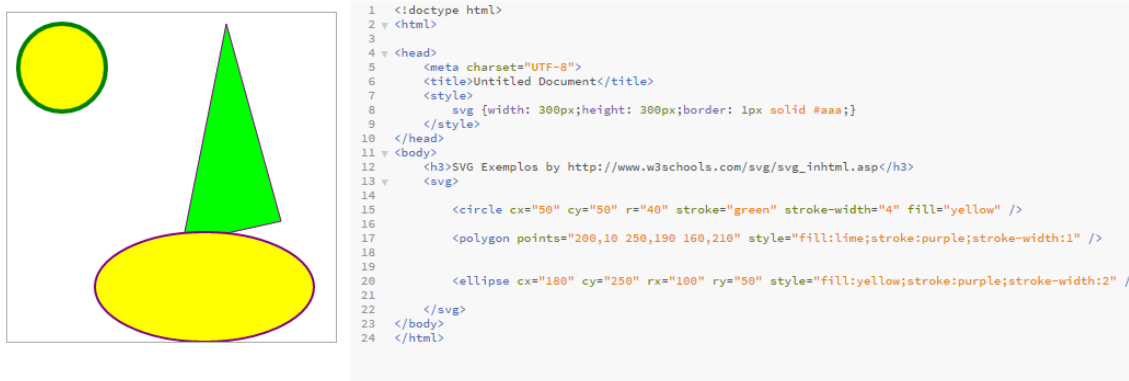 1 <!doctype html>
2 <html>
3
4 <head>
5 <meta charset="UTF-8">
6 <title>Untitled Document</title>
7 <style>
8 svg {width: 300px;height: 300px;border: 1px solid #aaa;}
9 </style>
10 </head>
11 <body>
12 <h3>SVG Exemplos by http://www.w3schools.com/svg/svg_inhtml.asp</h3>
13 <svg>
14
15 <circle cx="50" cy="50" r="40" stroke="green" stroke-width="4" fill="yellow" />
16
17 <polygon points="200,10 250,190 160,210" style="fill:lime;stroke:purple;stroke-width:1" />
18
19
20 <ellipse cx="180" cy="250" rx="100" ry="50" style="fill:yellow;stroke:purple;stroke-width:2" /
21
22 </svg>
23 </body>
24 </html>